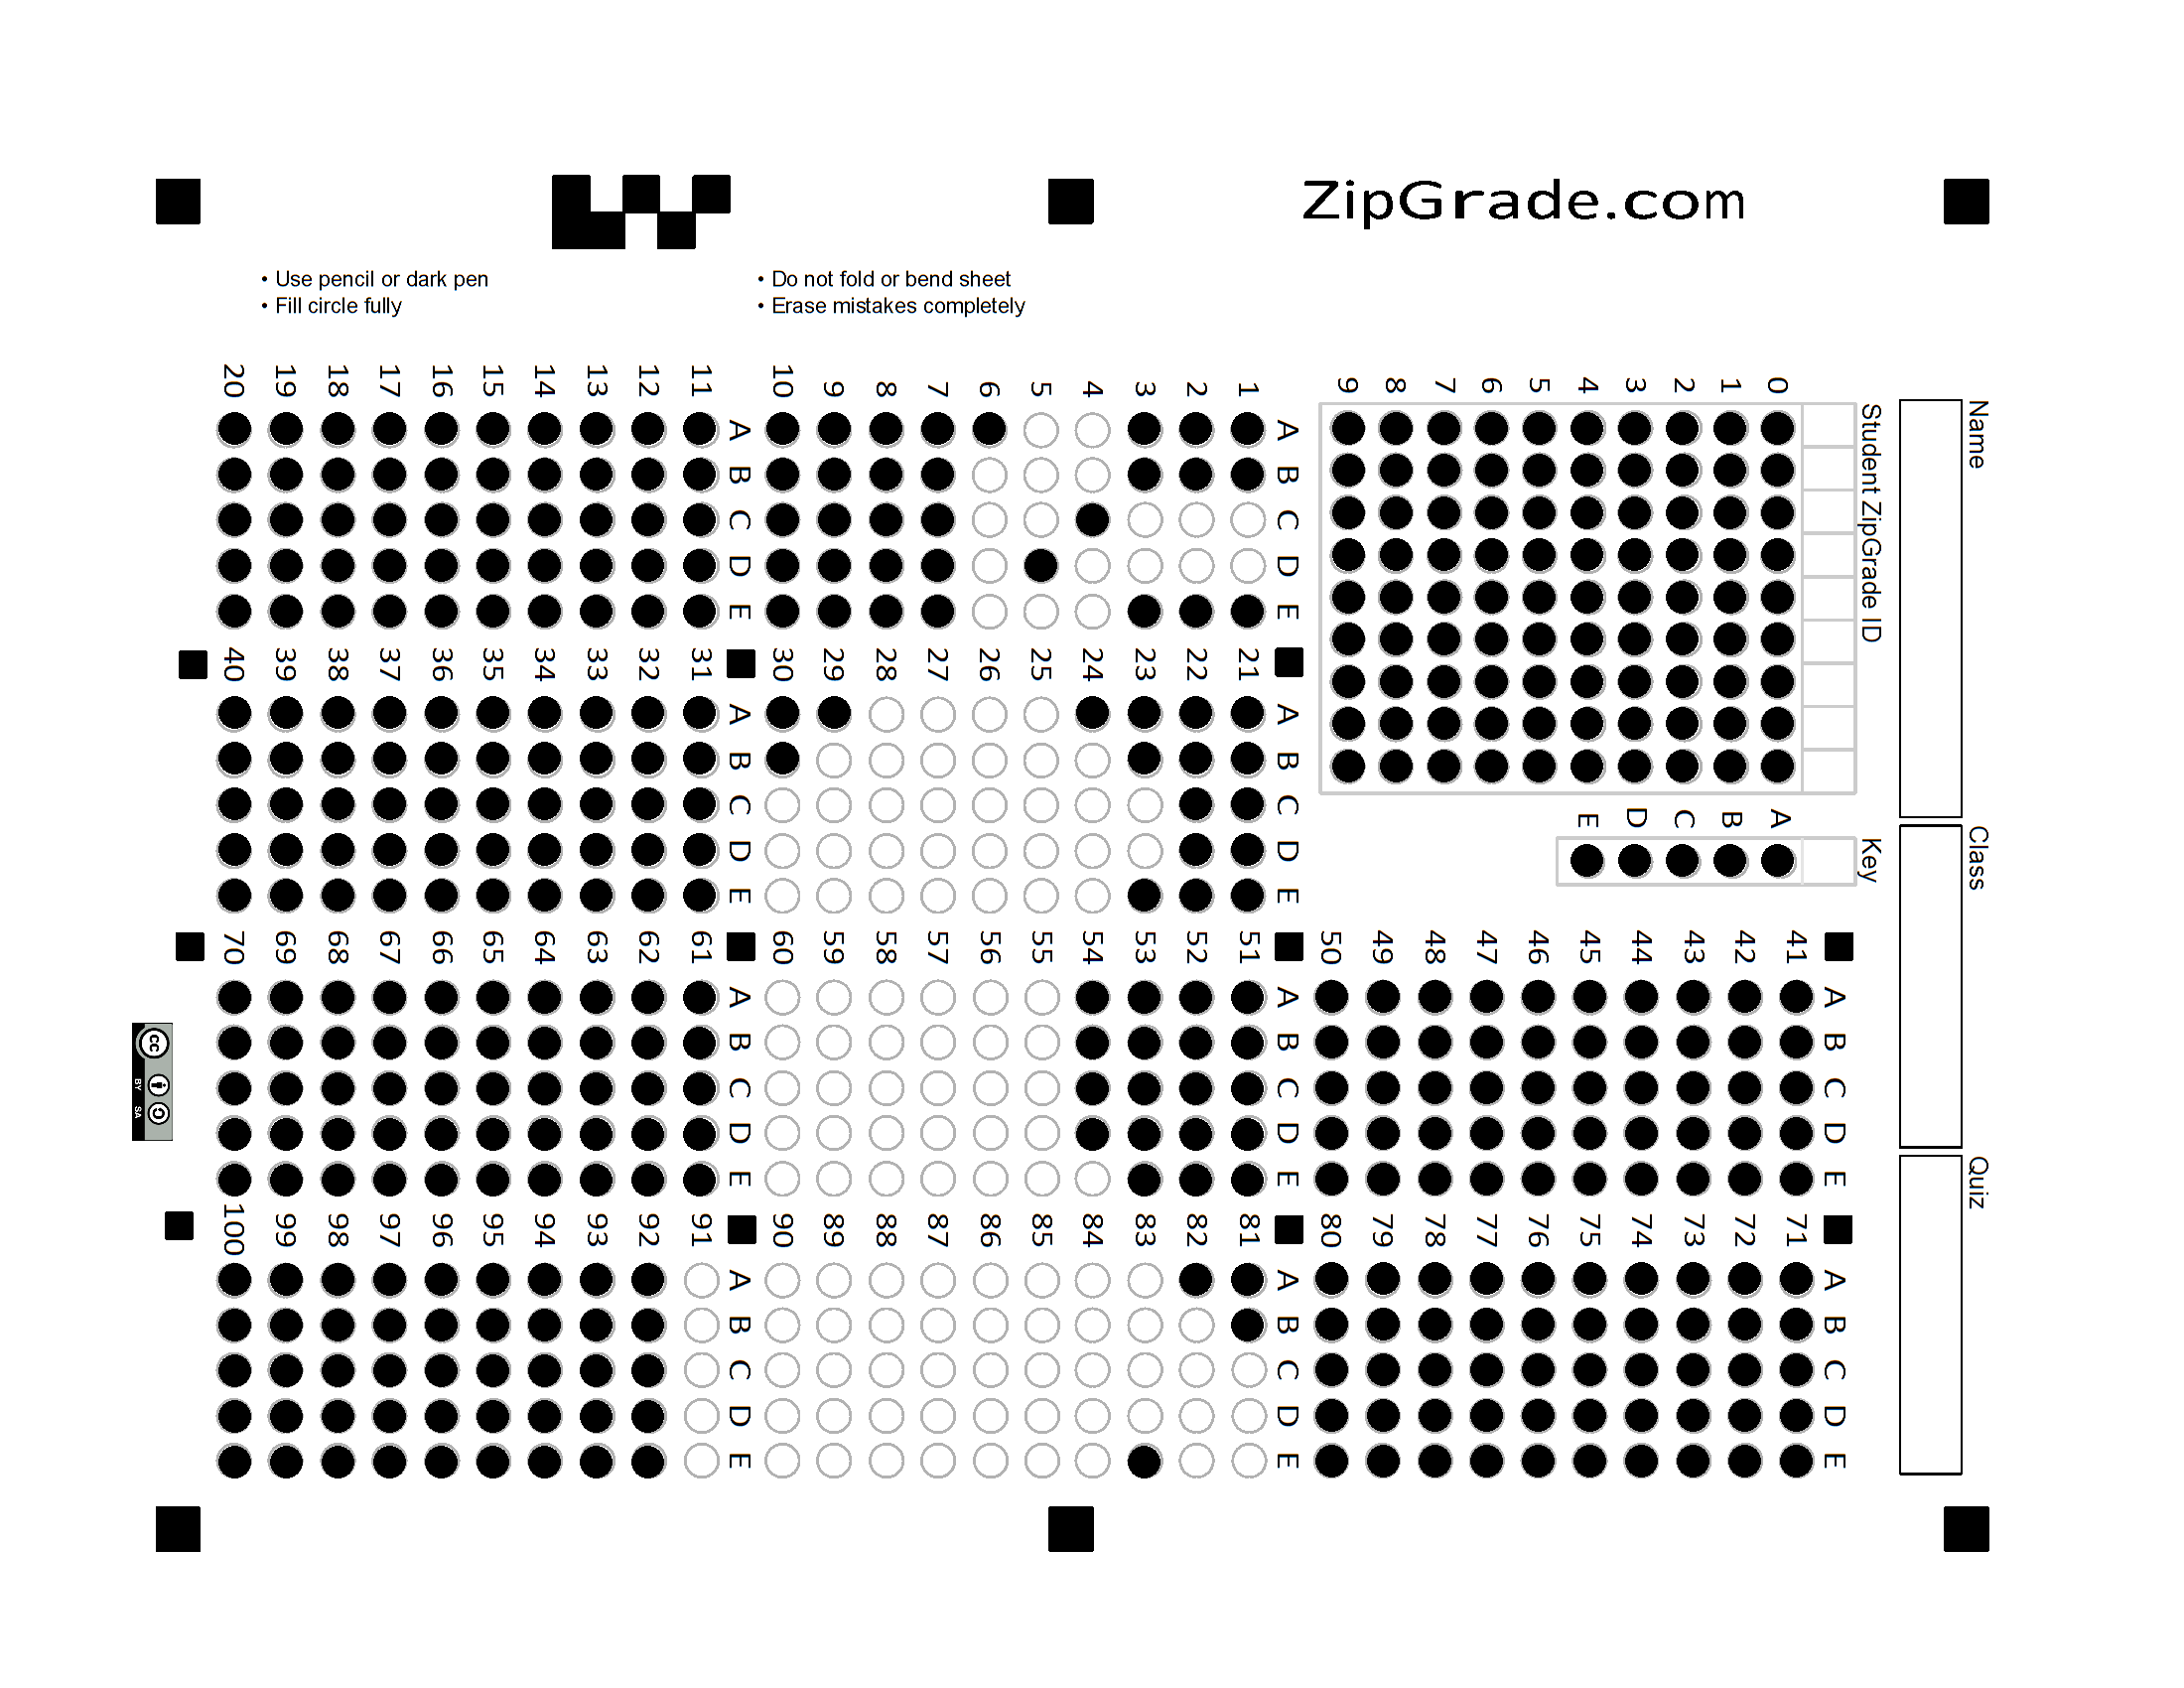 ZipGrade.com
• Use pencil or dark pen
• Fill circle fully
• Do not fold or bend sheet
• Erase mistakes completely
Name
Class
Quiz
Student ZipGrade ID
0 1 2 3 4 5 6 7 8 9
Key
A B C D E
1 2 3 4 5 6 7 8 9 10
A B C D E
11 12 13 14 15 16 17 18 19 20
A B C D E
21 22 23 24 25 26 27 28 29 30
A B C D E
31 32 33 34 35 36 37 38 39 40
A B C D E
41 42 43 44 45 46 47 48 49 50
A B C D E
51 52 53 54 55 56 57 58 59 60
A B C D E
61 62 63 64 65 66 67 68 69 70
A B C D E
71 72 73 74 75 76 77 78 79 80
A B C D E
81 82 83 84 85 86 87 88 89 90
A B C D E
91 92 93 94 95 96 97 98 99 100
A B C D E
cc
BY SA